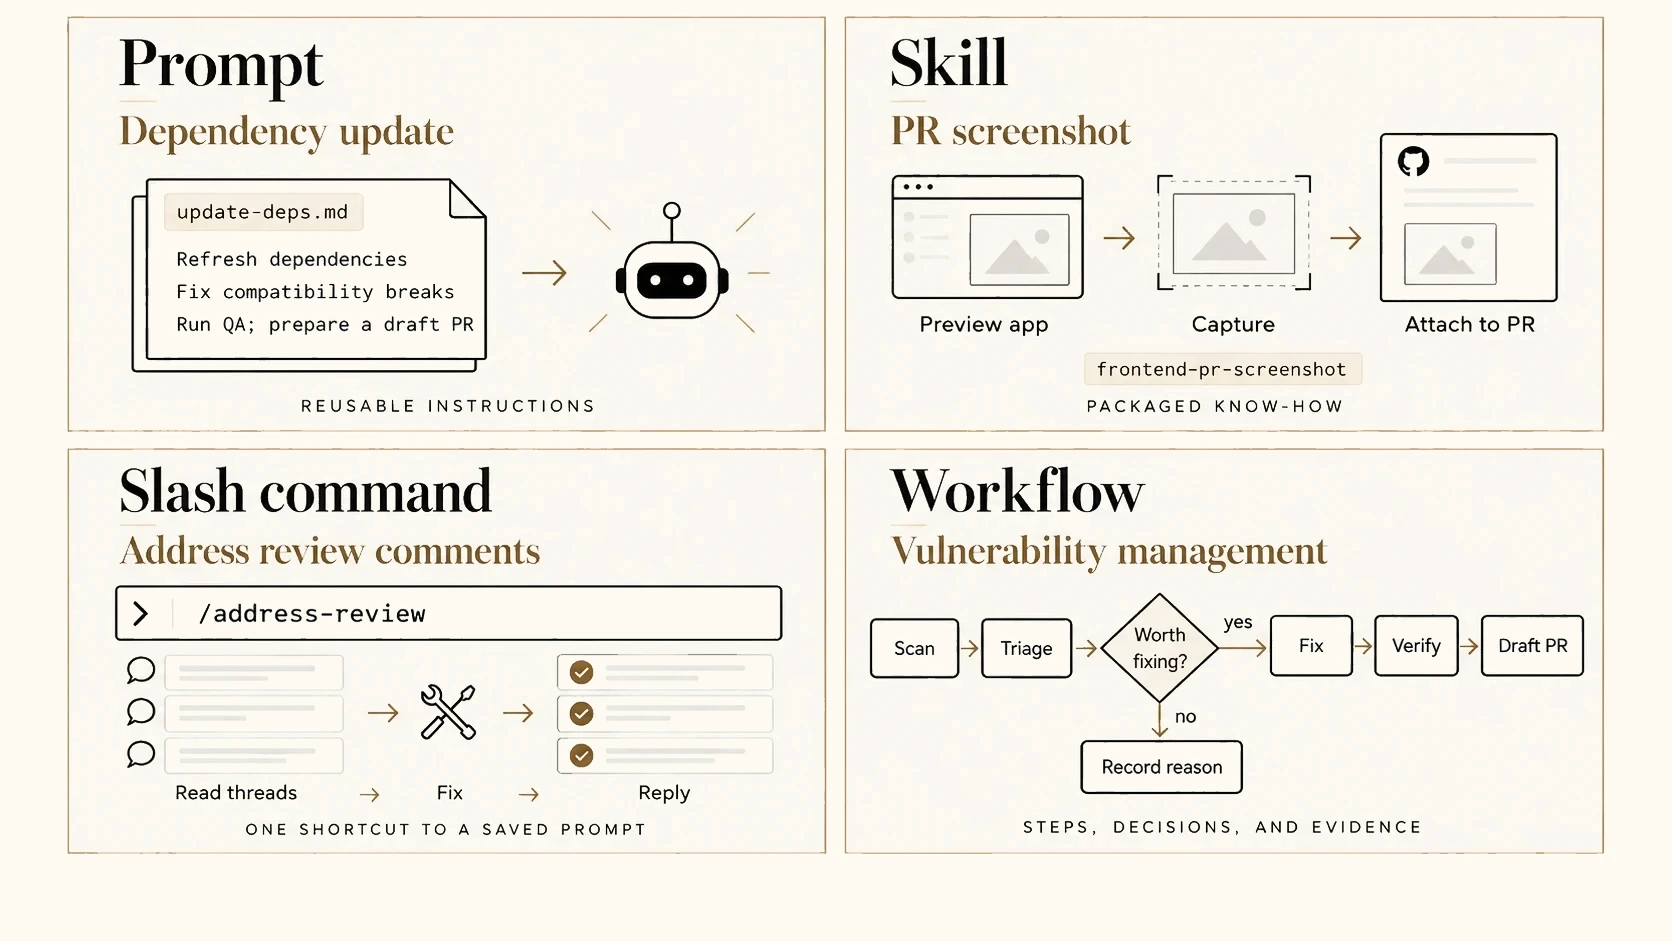 Prompt
Dependency update
update-deps.md
Refresh dependencies
Fix compatibility breaks
Run QA; prepare a draft PR
REUSABLE INSTRUCTIONS
Skill
PR screenshot
Preview app
Capture
Attach to PR
frontend-pr-screenshot
PACKAGED KNOW-HOW
Slash command
Address review comments
/address-review
Read threads
Fix
Reply
ONE SHORTCUT TO A SAVED PROMPT
Workflow
Vulnerability management
Scan
Triage
Worth
fixing?
yes
Fix
Verify
Draft PR
no
Record reason
STEPS, DECISIONS, AND EVIDENCE